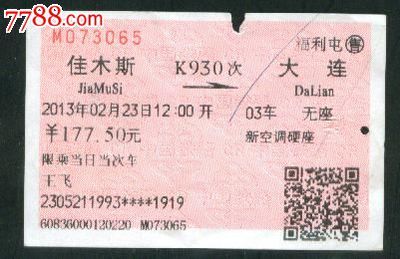 7788.com
M073065
福利屯 售
佳木斯 K930次 大连
JiaMuSi DaLian
2013年02月23日12:00开 03车 无座
¥177.50元 新空调硬座
限乘当日当次车
王飞
2305211993****1919
60836000120220 M073065